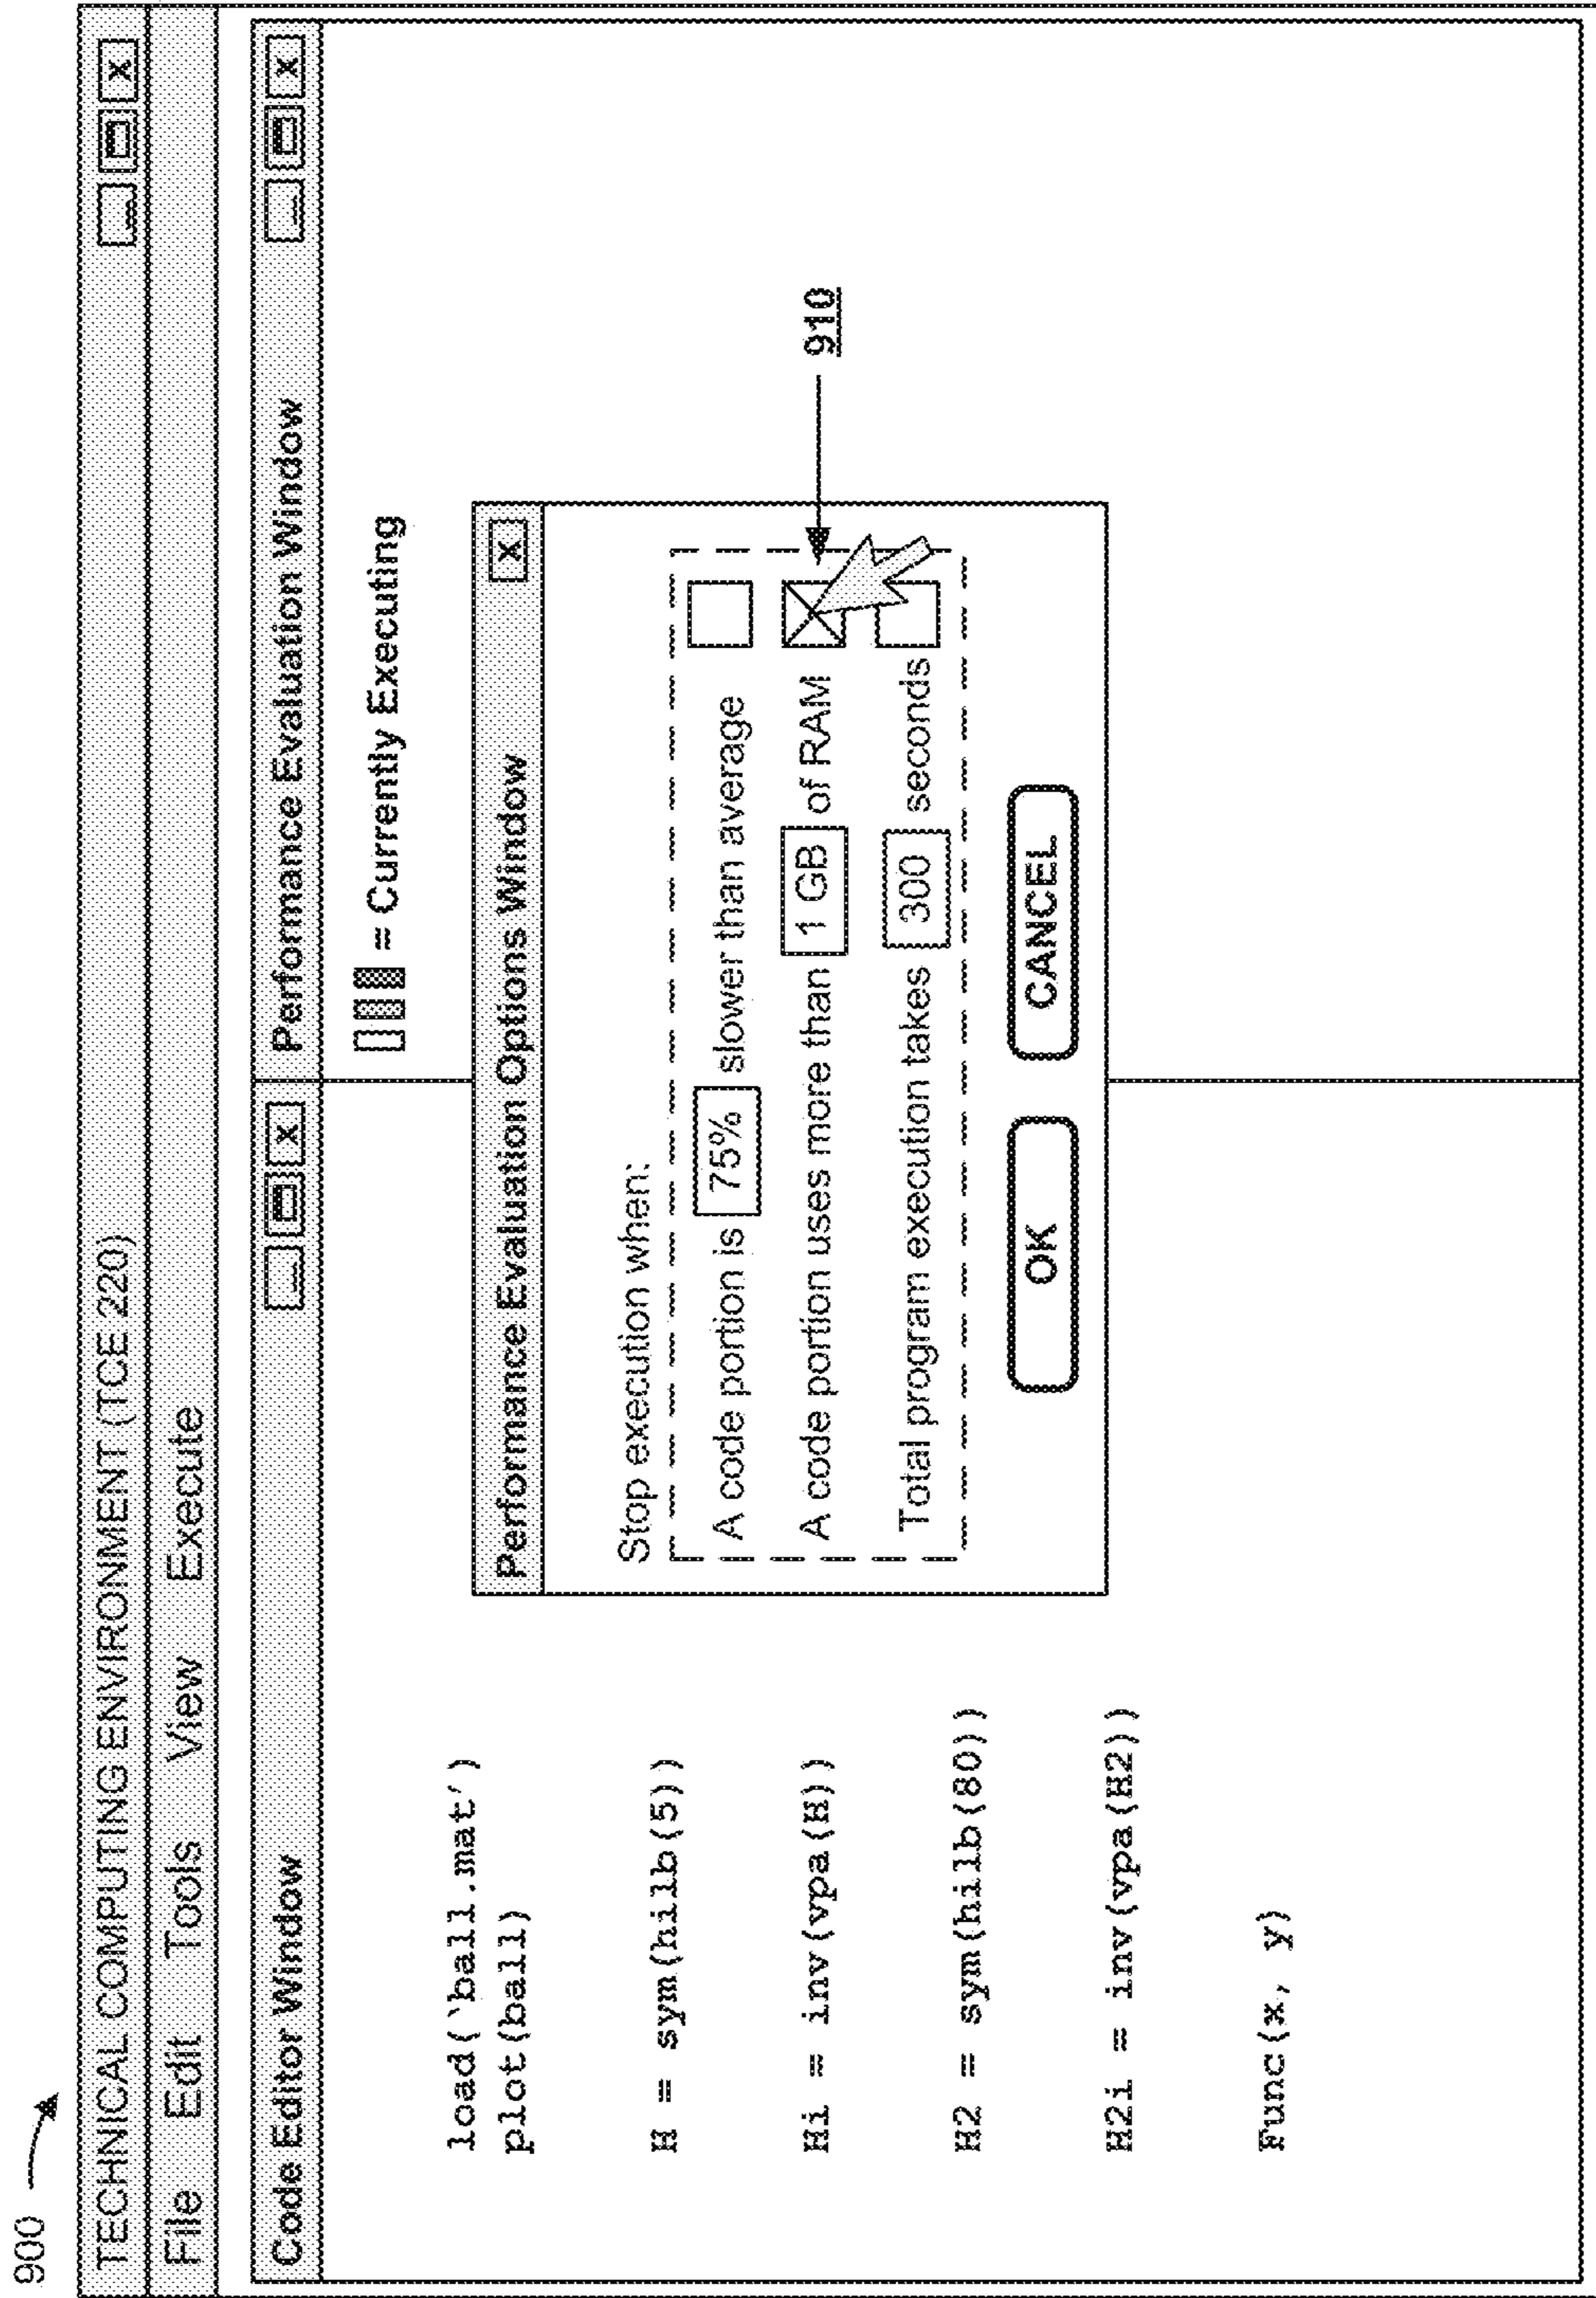 900
TECHNICAL COMPUTING ENVIRONMENT (TCE 220)
File Edit Tools View Execute
Code Editor Window
load(‵ball.mat′)
plot(ball)
H = sym(hilb(5))
Hi = inv(vpa(H))
H2 = sym(hilb(80))
H2i = inv(vpa(H2))
Func(x, y)
Performance Evaluation Window
= Currently Executing
Performance Evaluation Options Window
X
Stop execution when:
A code portion is 75% slower than average
A code portion uses more than 1 GB of RAM
Total program execution takes 300 seconds
OK CANCEL
910